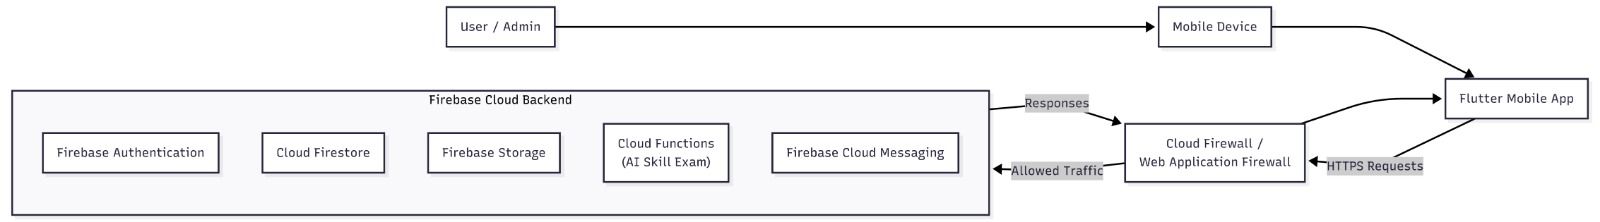 User / Admin
Mobile Device
Firebase Cloud Backend
Responses
Flutter Mobile App
Firebase Authentication
Cloud Firestore
Firebase Storage
Cloud Functions
(AI Skill Exam)
Firebase Cloud Messaging
Cloud Firewall /
Web Application Firewall
Allowed Traffic
HTTPS Requests